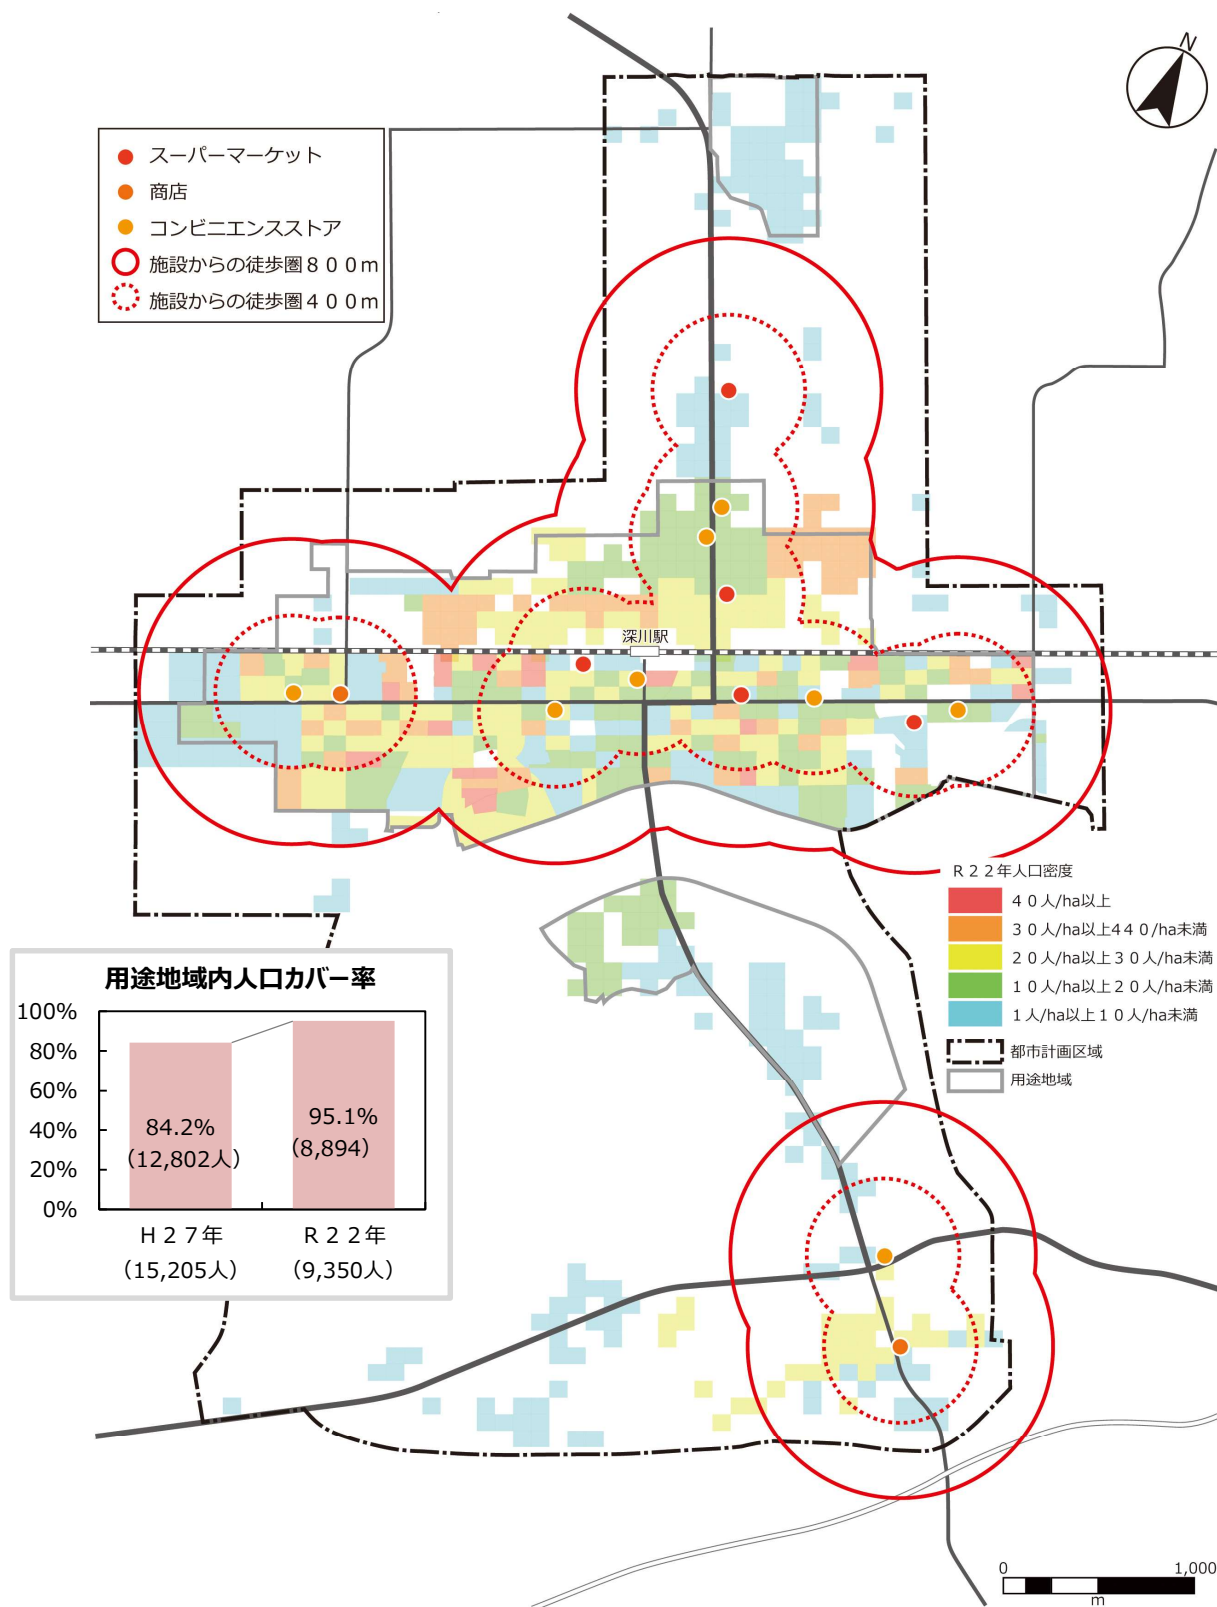 N
スーパーマーケット
商店
コンビニエンスストア
施設からの徒歩圏８００ｍ
施設からの徒歩圏４００ｍ
深川駅
Ｒ２２年人口密度
４０人/ha以上
３０人/ha以上４４０/ha未満
２０人/ha以上３０人/ha未満
１０人/ha以上２０人/ha未満
１人/ha以上１０人/ha未満
都市計画区域
用途地域
用途地域内人口カバー率
100%
80%
60%
40%
20%
0%
84.2%
（12,802人）
95.1%
（8,894）
Ｈ２７年
（15,205人）
Ｒ２２年
（9,350人）
0
1,000
m